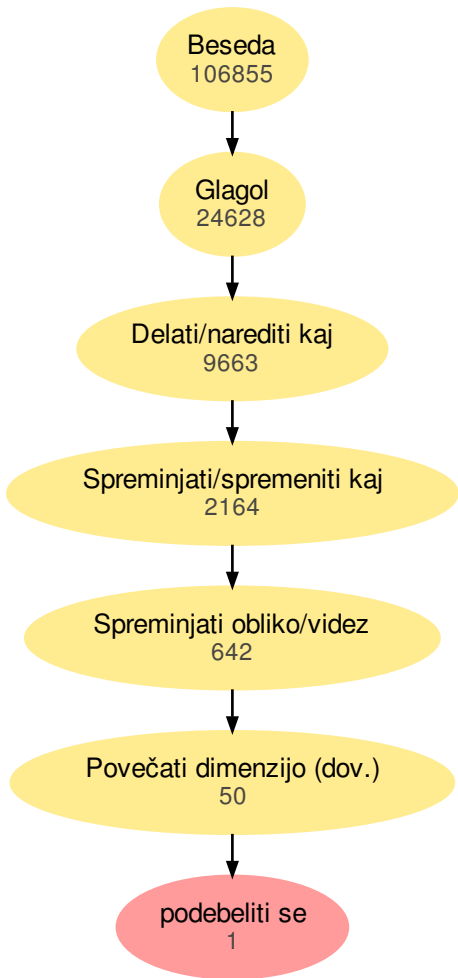 Beseda
106855
Glagol
24628
Delati/narediti kaj
9663
Spreminjati/spremeniti kaj
2164
Spreminjati obliko/videz
642
Povečati dimenzijo (dov.)
50
podebeliti se
1